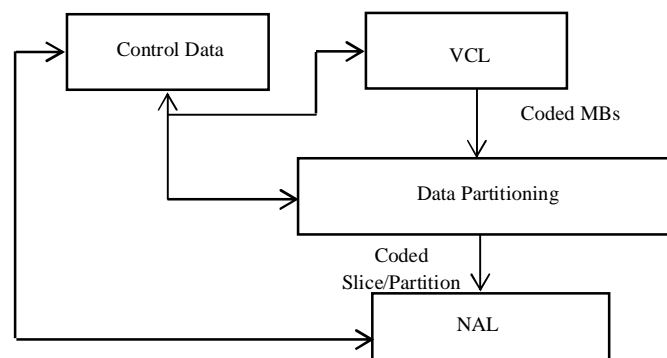 Control Data
VCL
Coded MBs
Data Partitioning
Coded
Slice/Partition
NAL